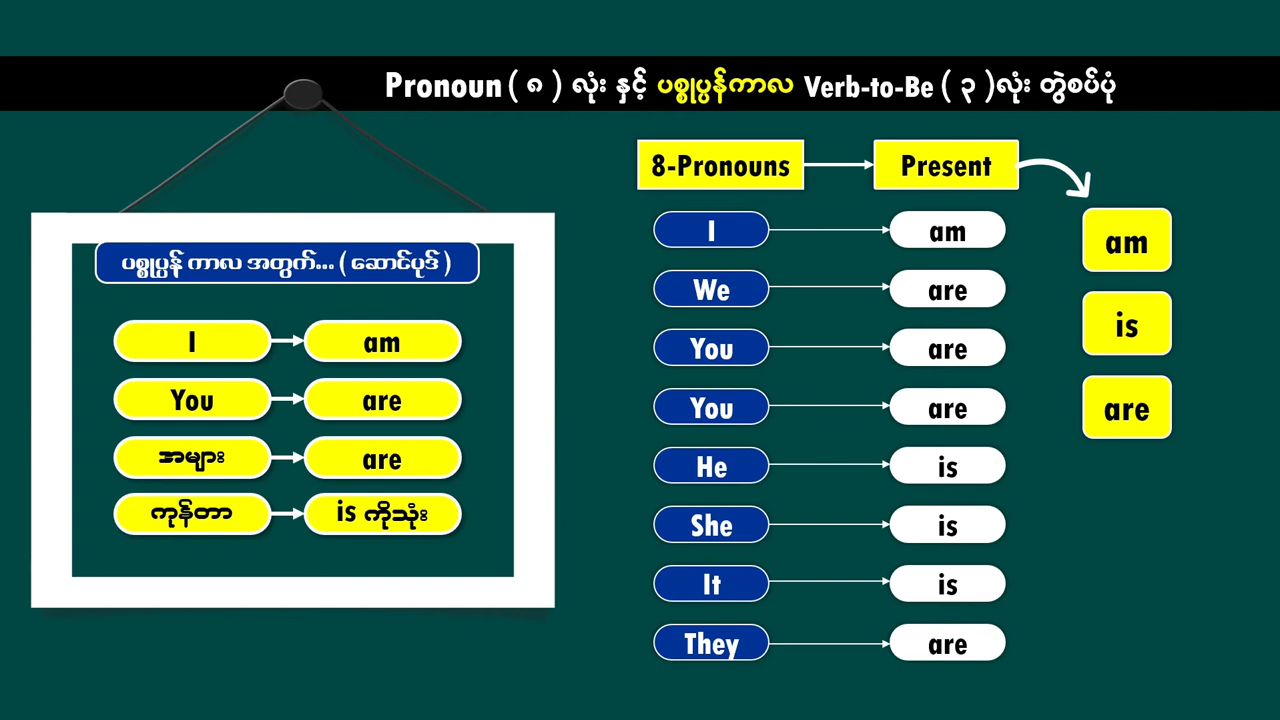 Pronoun ( ၈ ) လုံး နှင့် ပစ္စုပ္ပန်ကာလ Verb-to-Be ( ၃ )လုံး တွဲစပ်ပုံ
ပစ္စုပ္ပန် ကာလ အတွက်... ( ဆောင်ပုဒ် )
I am
You are
အများ are
ကုန်တာ is ကိုသုံး
8-Pronouns Present
I am
We are
You are
You are
He is
She is
It is
They are
am
is
are